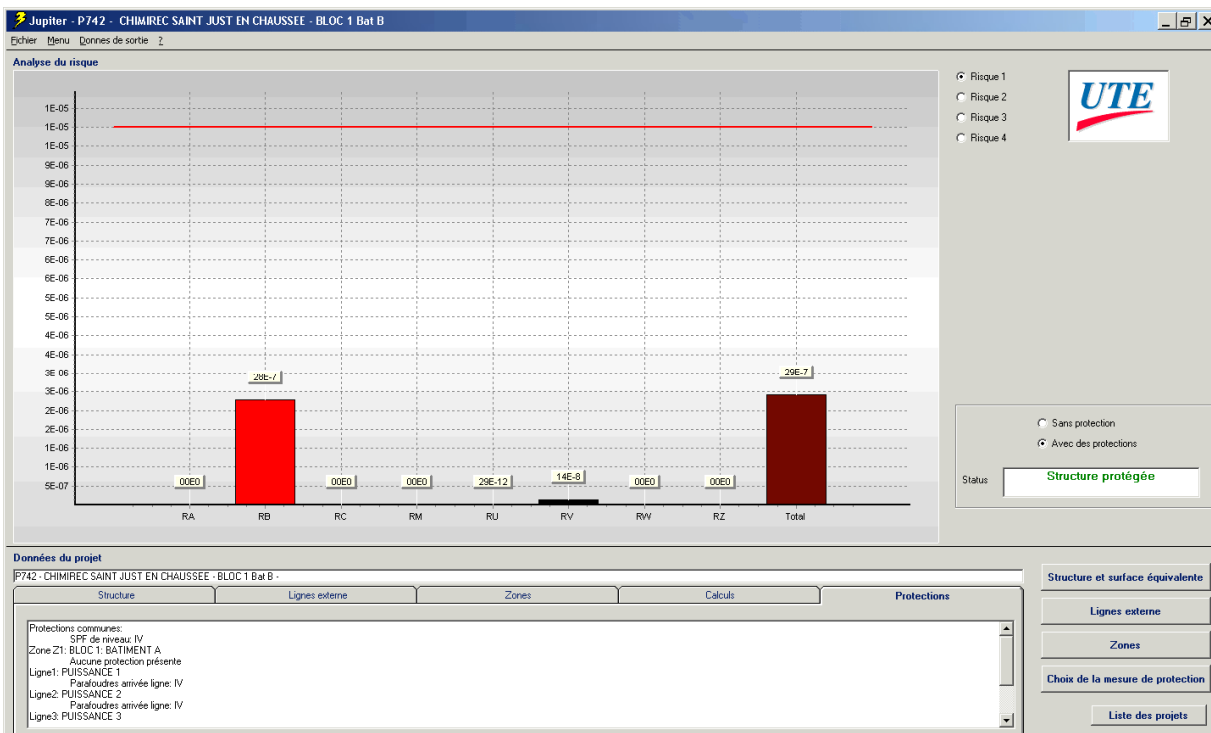 Jupiter - P742 - CHIMIREC SAINT JUST EN CHAUSSEE - BLOC 1 Bat B
Eichier Menu Donnes de sortie ?
Analyse du risque
1E-05
1E-05
1E-05
9E-06
9E-06
8E-06
7E-06
7E-06
6E-06
6E-06
5E-06
5E-06
4E-06
4E-06
3E 06
3E-06
2E-06
2E-06
1E-06
1E-06
5E-07
00E0
28E-7
00E0
00E0
29E-12
14E-8
00E0
00E0
29E-7
RA RB RC RM RU RV RW RZ Total
Risque 1
Risque 2
Risque 3
Risque 4
UTE
Sans protection
Avec des protections
Status Structure protégée
Données du projet
P742 - CHIMIREC SAINT JUST EN CHAUSSEE - BLOC 1 Bat B -
Structure Lignes externe Zones Calculs Protections
Protections communes:
SPF de niveau: IV
Zone Z1: BLOC 1: BATIMENT A
Aucune protection présente
Ligne1: PUISSANCE 1
Parafoudres arrivée ligne: IV
Ligne2: PUISSANCE 2
Parafoudres arrivée ligne: IV
Ligne3: PUISSANCE 3
Structure et surface équivalente
Lignes externe
Zones
Choix de la mesure de protection
Liste des projets